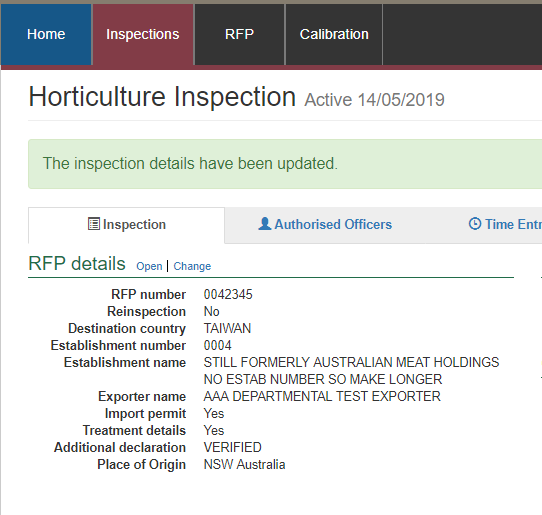 Home Inspections RFP Calibration
Horticulture Inspection Active 14/05/2019
The inspection details have been updated.
Inspection Authorised Officers Time Entr
RFP details Open | Change
RFP number 0042345
Reinspection No
Destination country TAIWAN
Establishment number 0004
Establishment name STILL FORMERLY AUSTRALIAN MEAT HOLDINGS
NO ESTAB NUMBER SO MAKE LONGER
Exporter name AAA DEPARTMENTAL TEST EXPORTER
Import permit Yes
Treatment details Yes
Additional declaration VERIFIED
Place of Origin NSW Australia